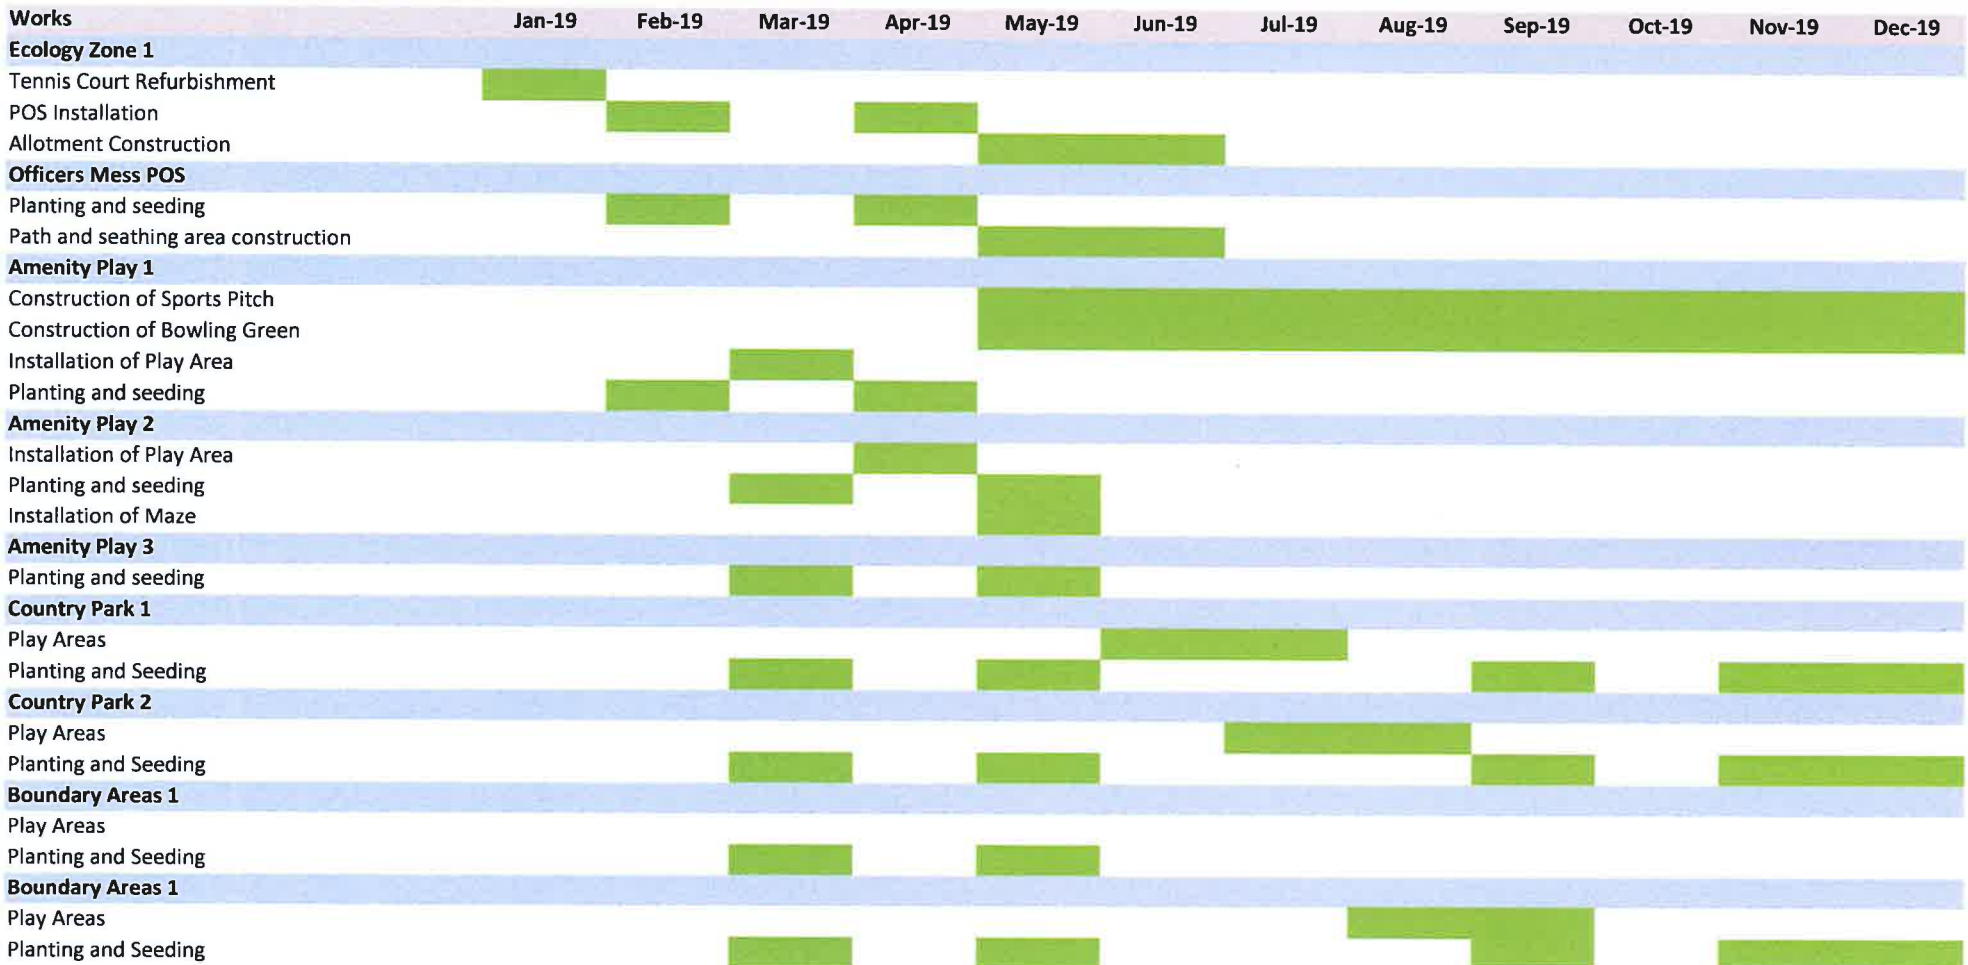 Works Jan-19 Feb-19 Mar-19 Apr-19 May-19 Jun-19 Jul-19 Aug-19 Sep-19 Oct-19 Nov-19 Dec-19
Ecology Zone 1
Tennis Court Refurbishment
POS Installation
Allotment Construction
Officers Mess POS
Planting and seeding
Path and seathing area construction
Amenity Play 1
Construction of Sports Pitch
Construction of Bowling Green
Installation of Play Area
Planting and seeding
Amenity Play 2
Installation of Play Area
Planting and seeding
Installation of Maze
Amenity Play 3
Planting and seeding
Country Park 1
Play Areas
Planting and Seeding
Country Park 2
Play Areas
Planting and Seeding
Boundary Areas 1
Play Areas
Planting and Seeding
Boundary Areas 1
Play Areas
Planting and Seeding